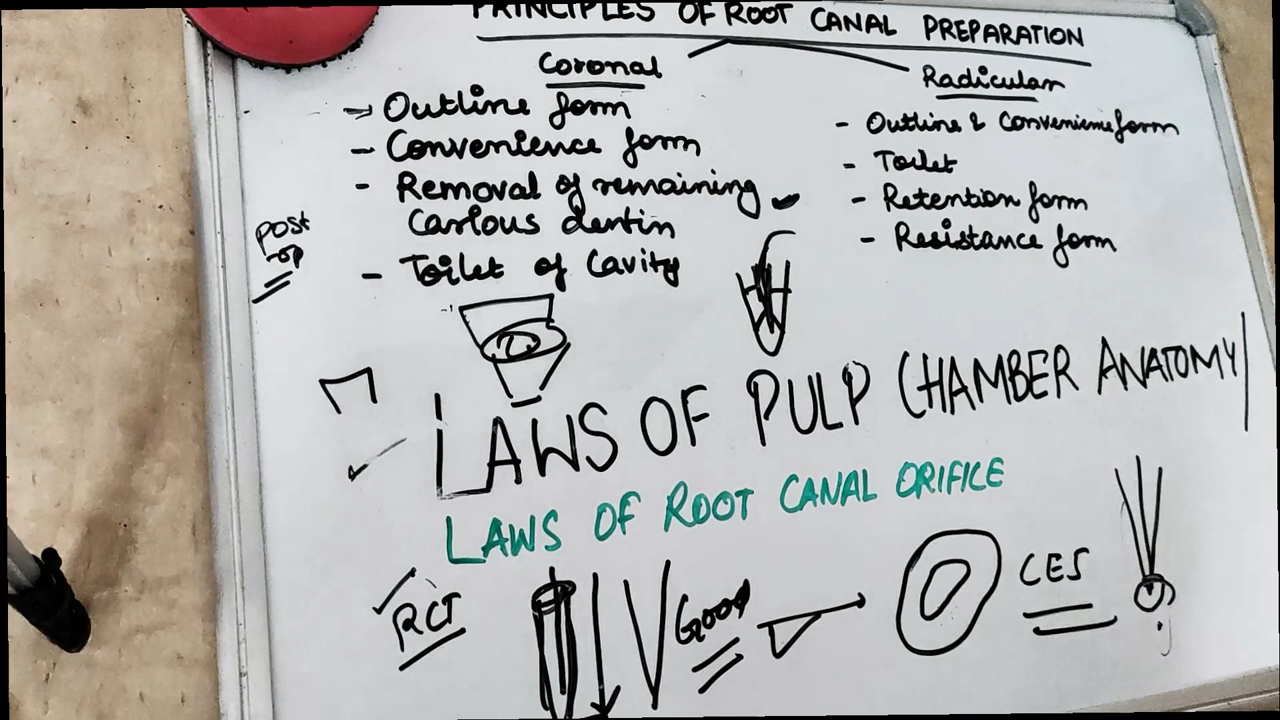 PRINCIPLES OF ROOT CANAL PREPARATION
Coronal
→ Outline form
- Convenience form
- Removal of remaining
Carious dentin
- Toilet of Cavity
Radicular
- Outline & Convenience form
- Toilet
- Retention form
- Resistance form
Post
op
LAWS OF PULP CHAMBER ANATOMY
LAWS OF ROOT CANAL ORIFICE
RCT
CES